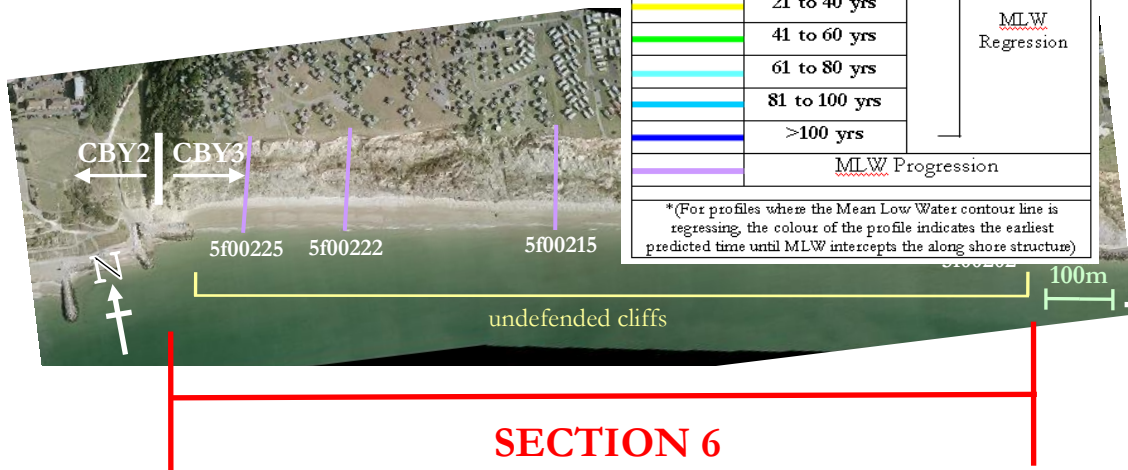 21 to 40 yrs
41 to 60 yrs
61 to 80 yrs
81 to 100 yrs
>100 yrs
MLW
Regression
MLW Progression
*(For profiles where the Mean Low Water contour line is
regressing, the colour of the profile indicates the earliest
predicted time until MLW intercepts the along shore structure)
CBY2
CBY3
5f00225
5f00222
5f00215
N
100m
undefended cliffs
SECTION 6